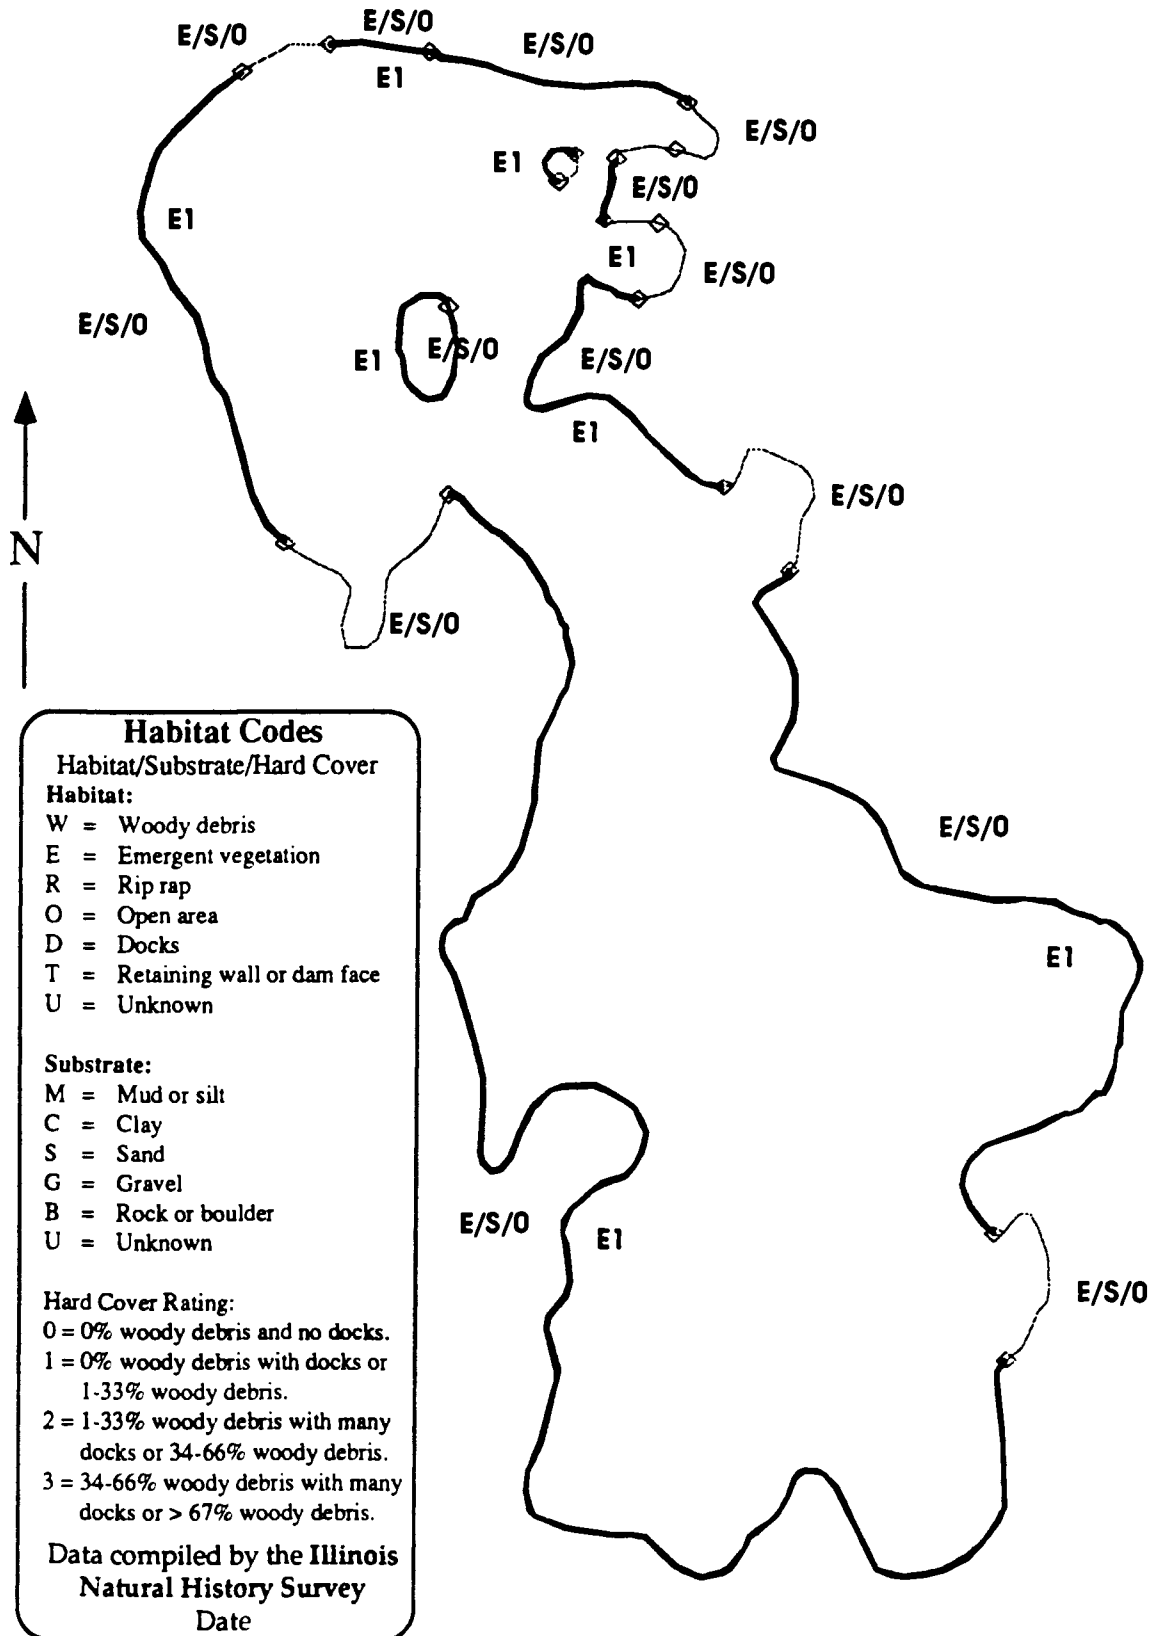 E/S/0
E/S/0
E/S/0
E1
E/S/0
E1
E/S/0
E1
E1
E/S/0
E/S/0
E/S/0
E1
E/S/0
E1
E/S/0
N
E/S/0
Habitat Codes
Habitat/Substrate/Hard Cover
Habitat:
W = Woody debris
E = Emergent vegetation
R = Rip rap
O = Open area
D = Docks
T = Retaining wall or dam face
U = Unknown
Substrate:
M = Mud or silt
C = Clay
S = Sand
G = Gravel
B = Rock or boulder
U = Unknown
Hard Cover Rating:
0 = 0% woody debris and no docks.
1 = 0% woody debris with docks or
1-33% woody debris.
2 = 1-33% woody debris with many
docks or 34-66% woody debris.
3 = 34-66% woody debris with many
docks or > 67% woody debris.
Data compiled by the Illinois
Natural History Survey
Date
E/S/0
E/S/0
E1
E/S/0
E1
E/S/0